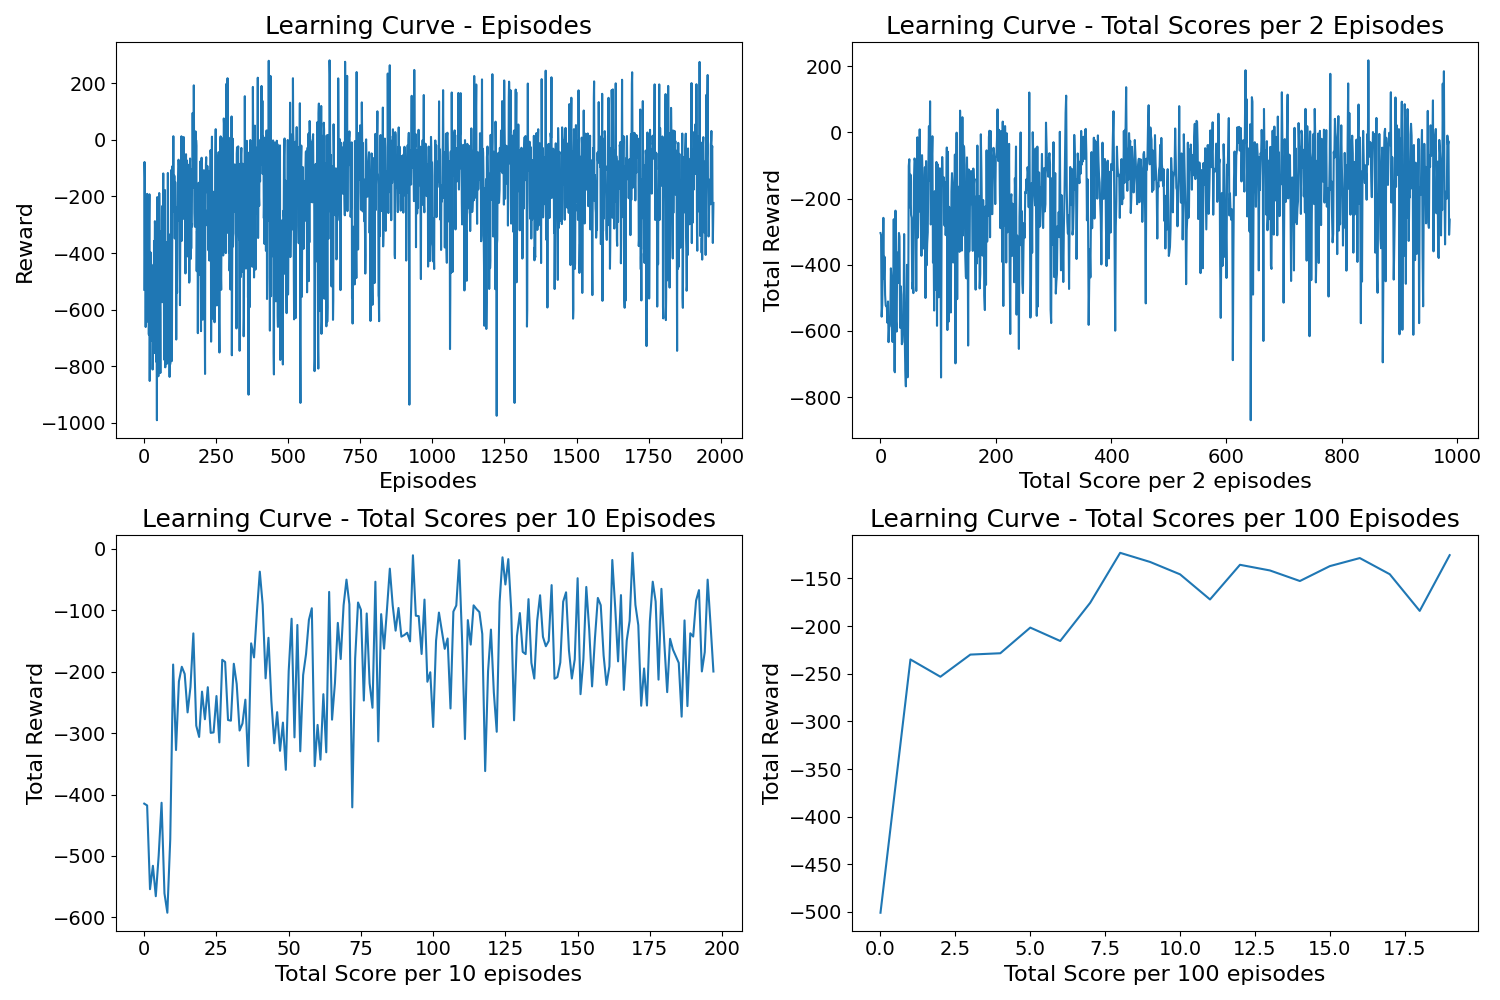 Learning Curve - Episodes
Reward
200
0
−200
−400
−600
−800
−1000
0 250 500 750 1000 1250 1500 1750 2000
Episodes
Learning Curve - Total Scores per 2 Episodes
Total Reward
200
0
−200
−400
−600
−800
0 200 400 600 800 1000
Total Score per 2 episodes
Learning Curve - Total Scores per 10 Episodes
Total Reward
0
−100
−200
−300
−400
−500
−600
0 25 50 75 100 125 150 175 200
Total Score per 10 episodes
Learning Curve - Total Scores per 100 Episodes
Total Reward
−150
−200
−250
−300
−350
−400
−450
−500
0.0 2.5 5.0 7.5 10.0 12.5 15.0 17.5
Total Score per 100 episodes